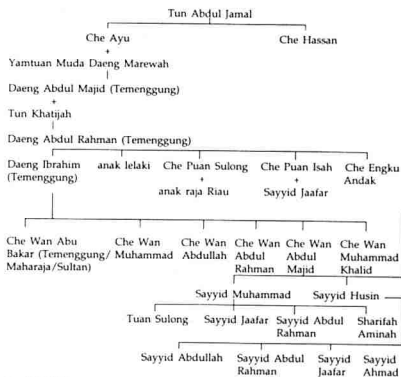 Tun Abdul Jamal
Che Ayu Che Hassan
+
Yamtuan Muda Daeng Marewah
Daeng Abdul Majid (Temenggung)
+
Tun Khatijah
Daeng Abdul Rahman (Temenggung)
Daeng Ibrahim anak lelaki Che Puan Sulong Che Puan Isah Che Engku
(Temenggung) + + Andak
anak raja Riau Sayyid Jaafar
Che Wan Abu Che Wan Che Wan Che Wan Che Wan Che Wan
Bakar (Temenggung/ Muhammad Abdullah Abdul Abdul Muhammad
Maharaja/Sultan) Rahman Majid Khalid
Sayyid Muhammad Sayyid Husin
Tuan Sulong Sayyid Jaafar Sayyid Abdul Sharifah
Rahman Aminah
Sayyid Abdullah Sayyid Abdul Sayyid Sayyid
Rahman Jaafar Ahmad